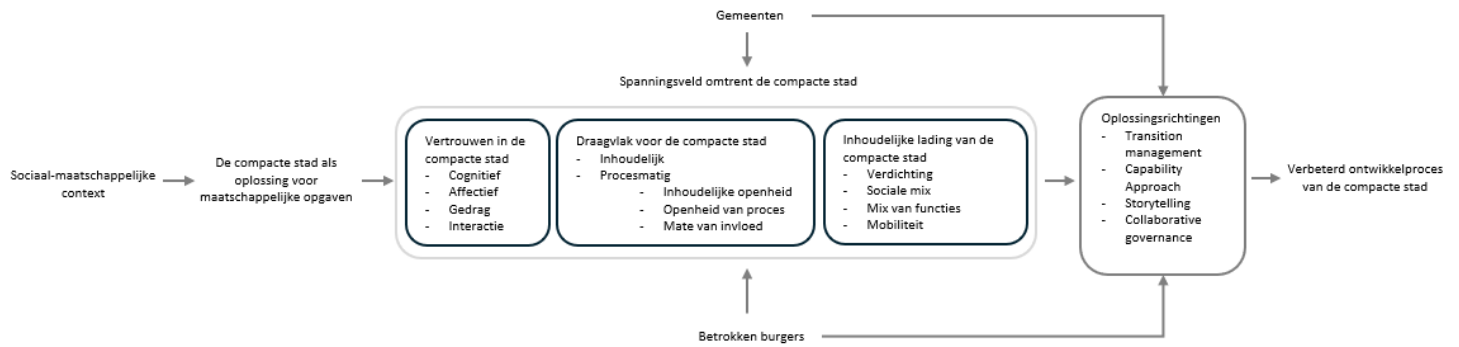 Gemeenten
Spanningsveld omtrent de compacte stad
Sociaal-maatschappelijke
context
De compacte stad als
oplossing voor
maatschappelijke opgaven
Vertrouwen in de
compacte stad
- Cognitief
- Affectief
- Gedrag
- Interactie
Draagvlak voor de compacte stad
- Inhoudelijk
- Procesmatig
- Inhoudelijke openheid
- Openheid van proces
- Mate van invloed
Inhoudelijke lading van de
compacte stad
- Verdichting
- Sociale mix
- Mix van functies
- Mobiliteit
Oplossingsrichtingen
- Transition
management
- Capability
Approach
- Storytelling
- Collaborative
governance
Verbeterd ontwikkelproces
van de compacte stad
Betrokken burgers